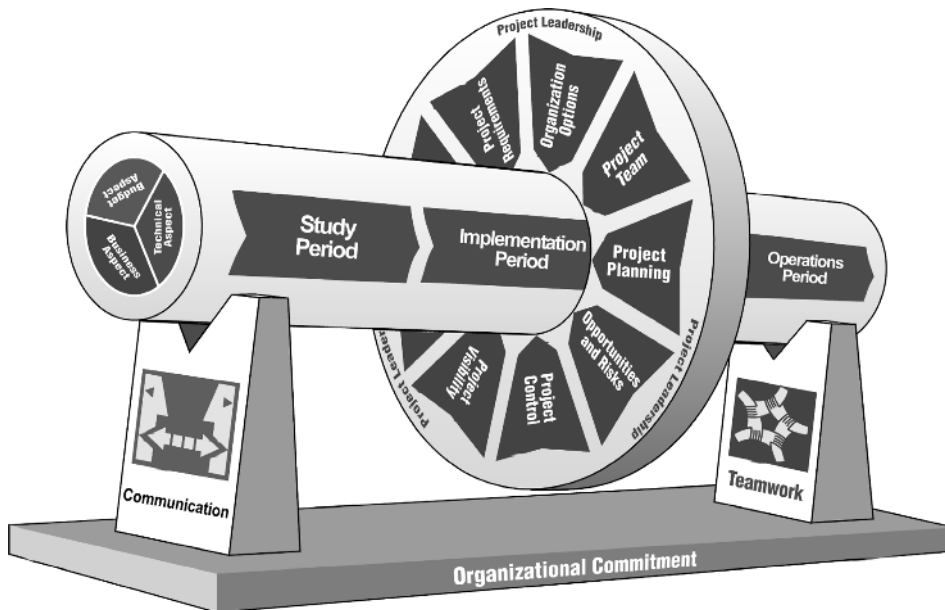 Project Leadership
Project
Requirements
Organization
Options
Project
Team
Project
Planning
Opportunities
and Risks
Project
Control
Project
Visibility
Project Leadership
Project Leader
Budget
Aspect
Technical Aspect
Business
Aspect
Study
Period
Implementation
Period
Operations
Period
Communication
Teamwork
Organizational Commitment